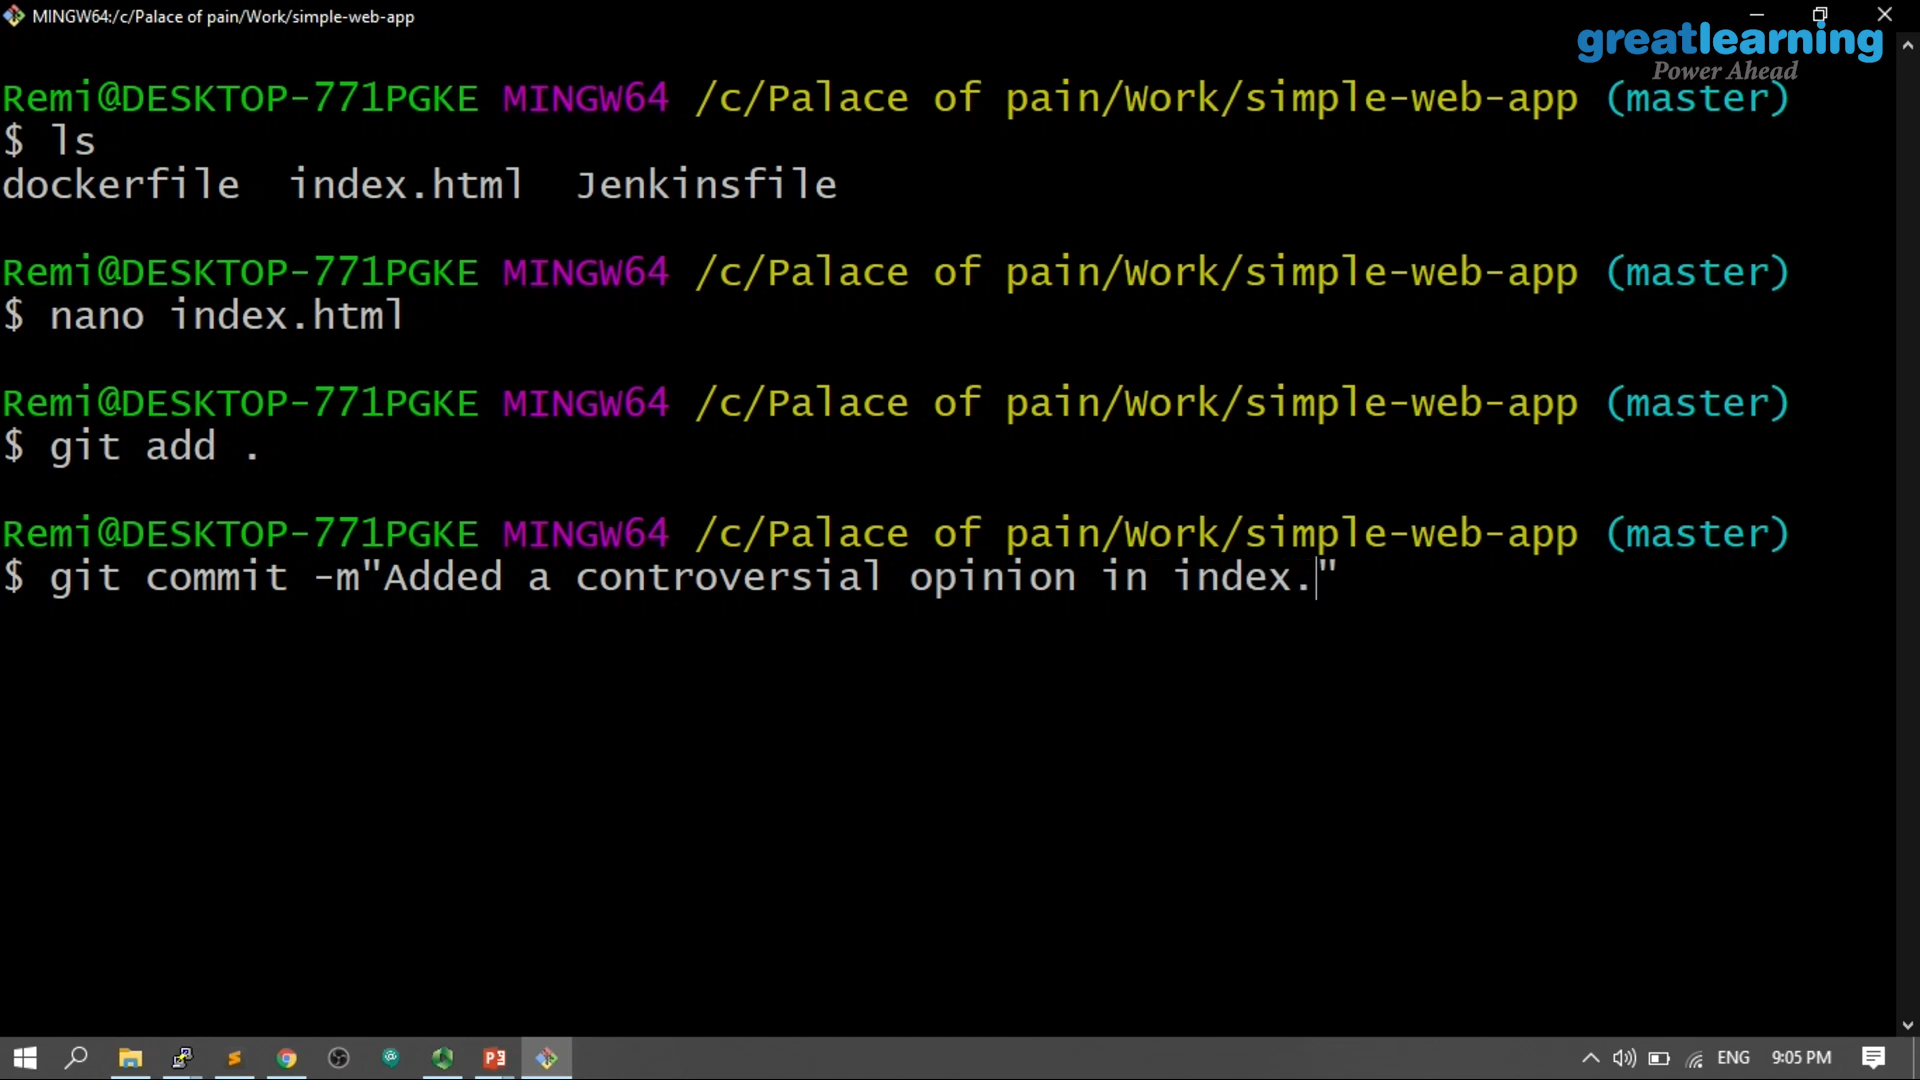 MINGW64:/c/Palace of pain/Work/simple-web-app
greatlearning
Power Ahead
Remi@DESKTOP-771PGKE MINGW64 /c/Palace of pain/Work/simple-web-app (master)
$ ls
dockerfile  index.html  Jenkinsfile
Remi@DESKTOP-771PGKE MINGW64 /c/Palace of pain/Work/simple-web-app (master)
$ nano index.html
Remi@DESKTOP-771PGKE MINGW64 /c/Palace of pain/Work/simple-web-app (master)
$ git add .
Remi@DESKTOP-771PGKE MINGW64 /c/Palace of pain/Work/simple-web-app (master)
$ git commit -m"Added a controversial opinion in index."
ENG 9:05 PM